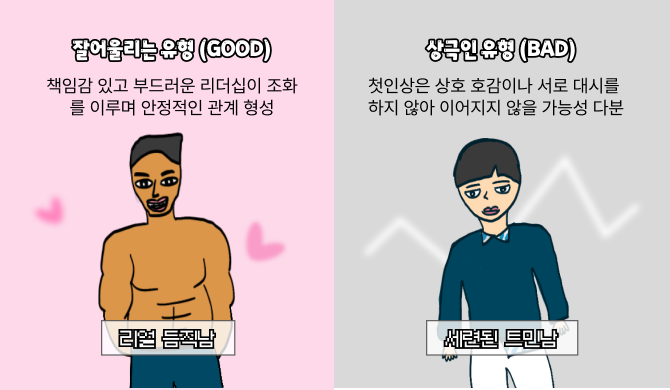 잘어울리는 유형 (GOOD)
책임감 있고 부드러운 리더십이 조화
를 이루며 안정적인 관계 형성
리얼 듬직남
상극인 유형 (BAD)
첫인상은 상호 호감이나 서로 대시를
하지 않아 이어지지 않을 가능성 다분
세련된 트민남